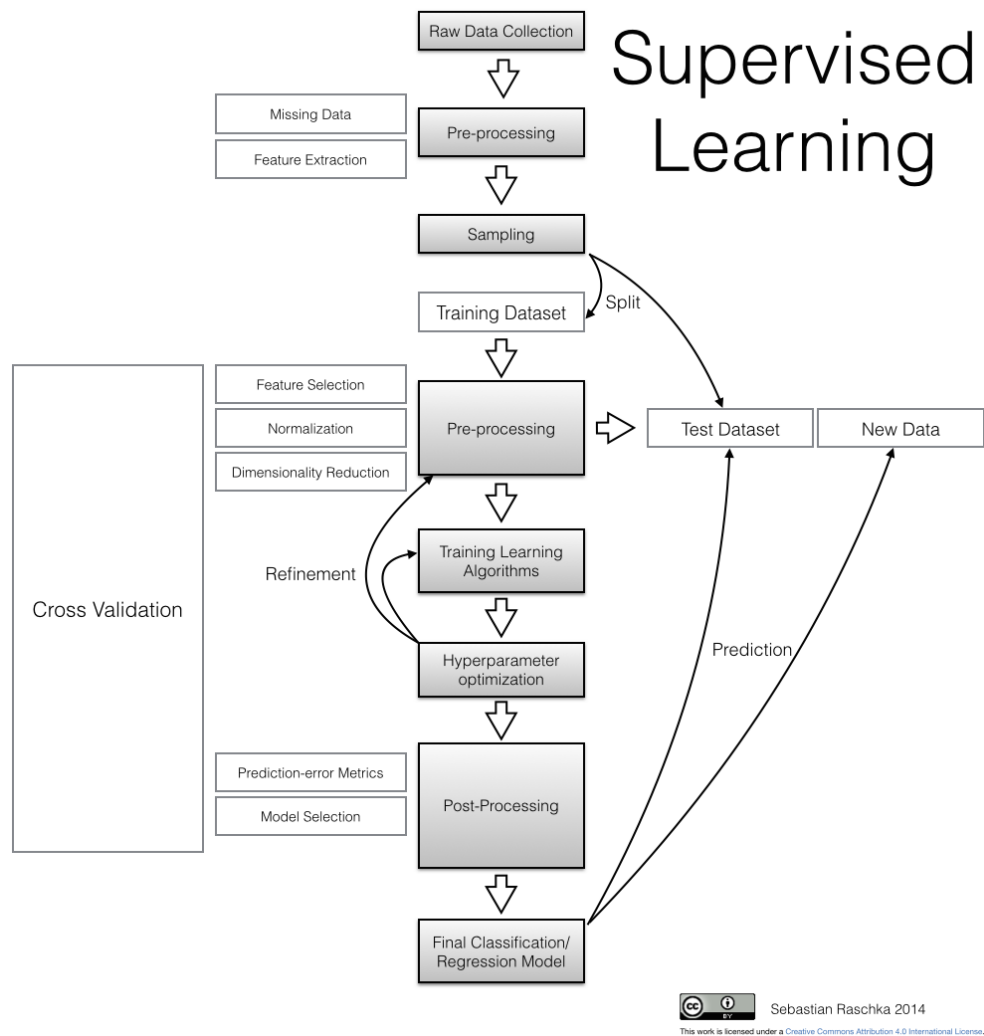 Raw Data Collection
Supervised
Learning
Missing Data
Pre-processing
Feature Extraction
Sampling
Split
Training Dataset
Feature Selection
Normalization
Pre-processing
Test Dataset
New Data
Dimensionality Reduction
Training Learning
Algorithms
Refinement
Cross Validation
Hyperparameter
optimization
Prediction
Prediction-error Metrics
Post-Processing
Model Selection
Final Classification/
Regression Model
cc
BY
Sebastian Raschka 2014
This work is licensed under a Creative Commons Attribution 4.0 International License.